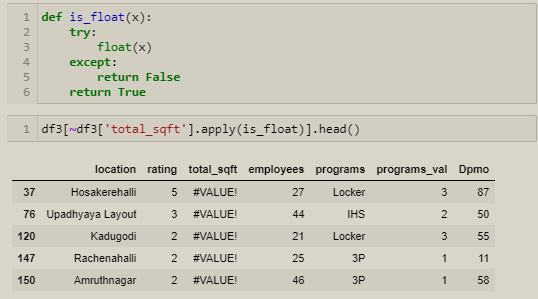 1 def is_float(x):
2     try:
3         float(x)
4     except:
5         return False
6     return True
1 df3[~df3['total_sqft'].apply(is_float)].head()
location rating total_sqft employees programs programs_val Dpmo
37 Hosakerehalli 5 #VALUE! 27 Locker 3 87
76 Upadhyaya Layout 3 #VALUE! 44 IHS 2 50
120 Kadugodi 2 #VALUE! 21 Locker 3 55
147 Rachenahalli 2 #VALUE! 25 3P 1 11
150 Amruthnagar 2 #VALUE! 46 3P 1 58